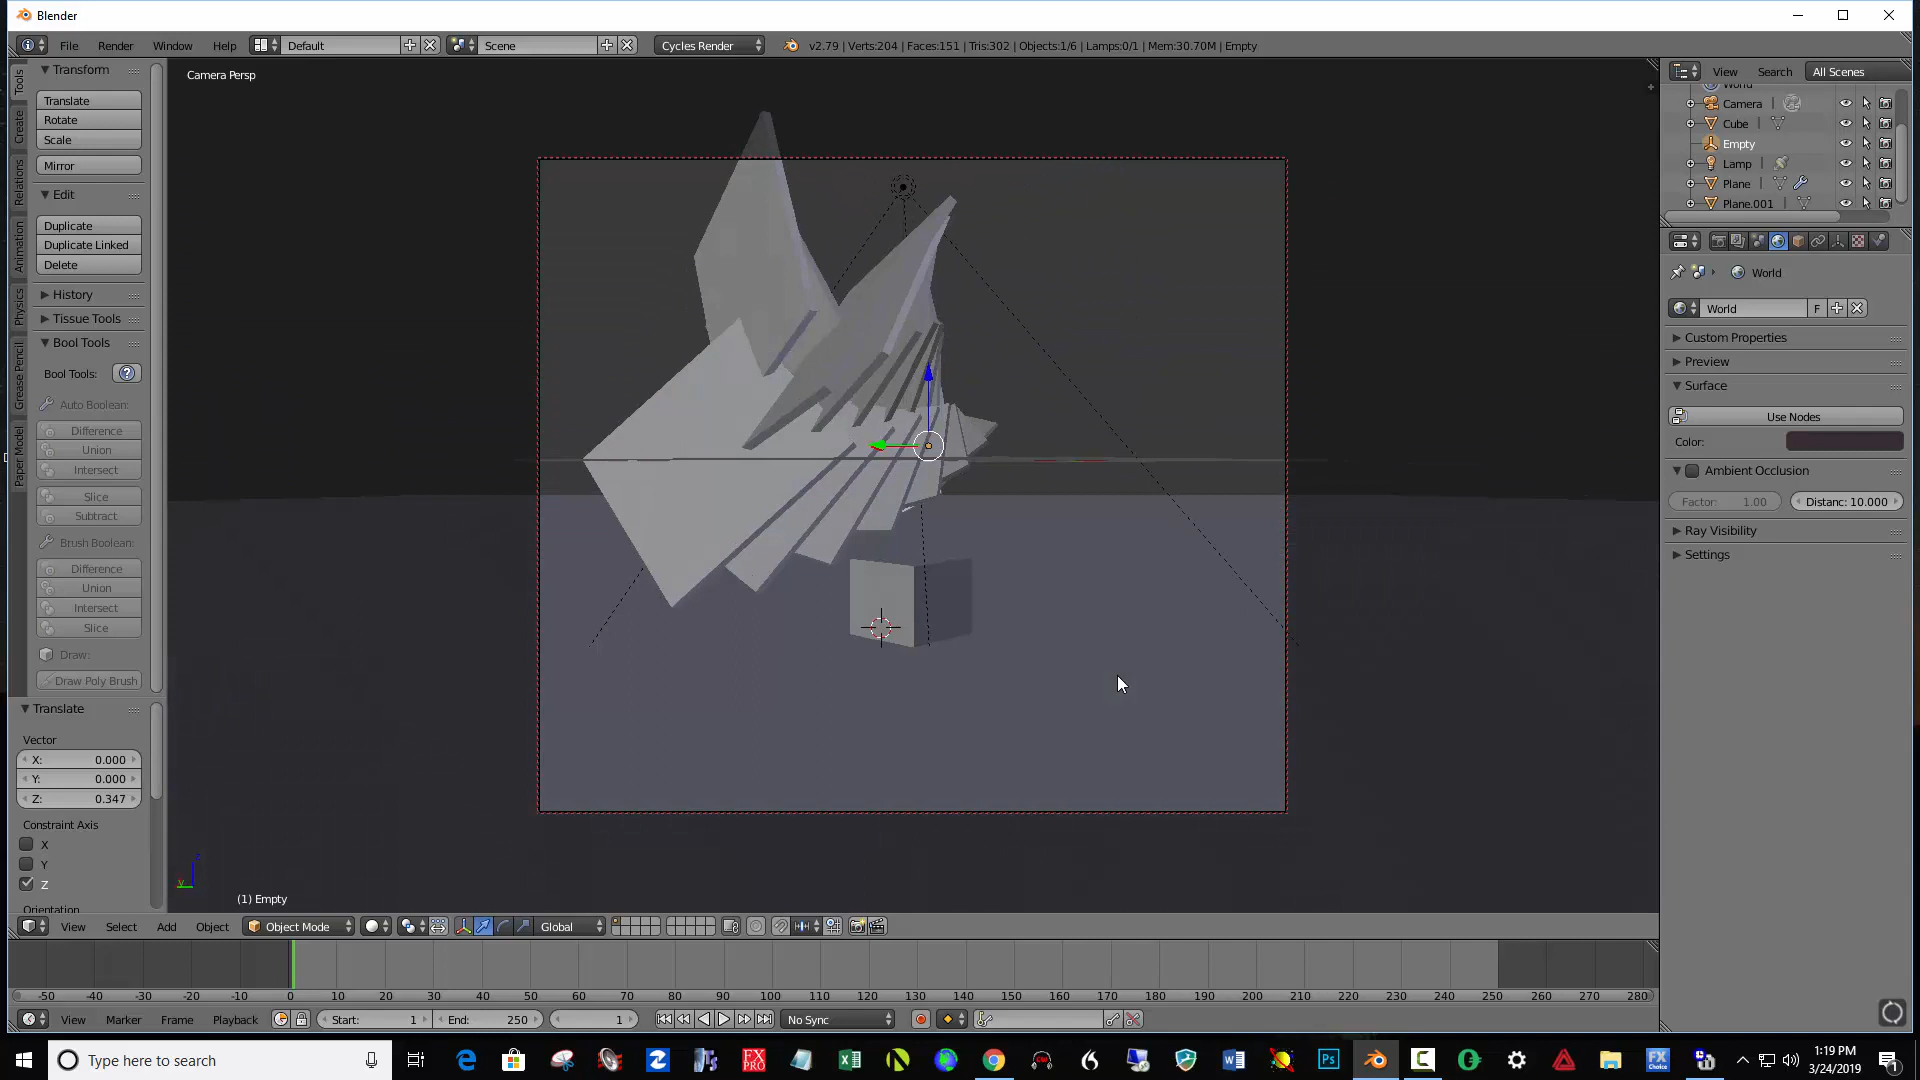 Blender
File Render Window Help Default Scene Cycles Render v2.79 | Verts:204 | Faces:151 | Tris:302 | Objects:1/6 | Lamps:0/1 | Mem:30.70M | Empty
Tools
Create
Relations
Animation
Physics
Grease Pencil
Paper Model
Transform
Translate
Rotate
Scale
Mirror
Edit
Duplicate
Duplicate Linked
Delete
History
Tissue Tools
Bool Tools
Bool Tools: ?
Auto Boolean:
Difference
Union
Intersect
Slice
Subtract
Brush Boolean:
Difference
Union
Intersect
Slice
Draw:
Draw Poly Brush
Translate
Vector
X: 0.000
Y: 0.000
Z: 0.347
Constraint Axis
X
Y
Z
Orientation
Camera Persp
z
y
(1) Empty
View Search All Scenes
World
Camera
Cube
Empty
Lamp
Plane
Plane.001
World
World F
Custom Properties
Preview
Surface
Use Nodes
Color:
Ambient Occlusion
Factor: 1.00 Distanc: 10.000
Ray Visibility
Settings
View Select Add Object Object Mode Global
-50 -40 -30 -20 -10 0 10 20 30 40 50 60 70 80 90 100 110 120 130 140 150 160 170 180 190 200 210 220 230 240 250 260 270 280
View Marker Frame Playback Start: 1 End: 250 1 No Sync
Type here to search
FX PRO
Ps
FX Choice
1:19 PM
3/24/2019
1